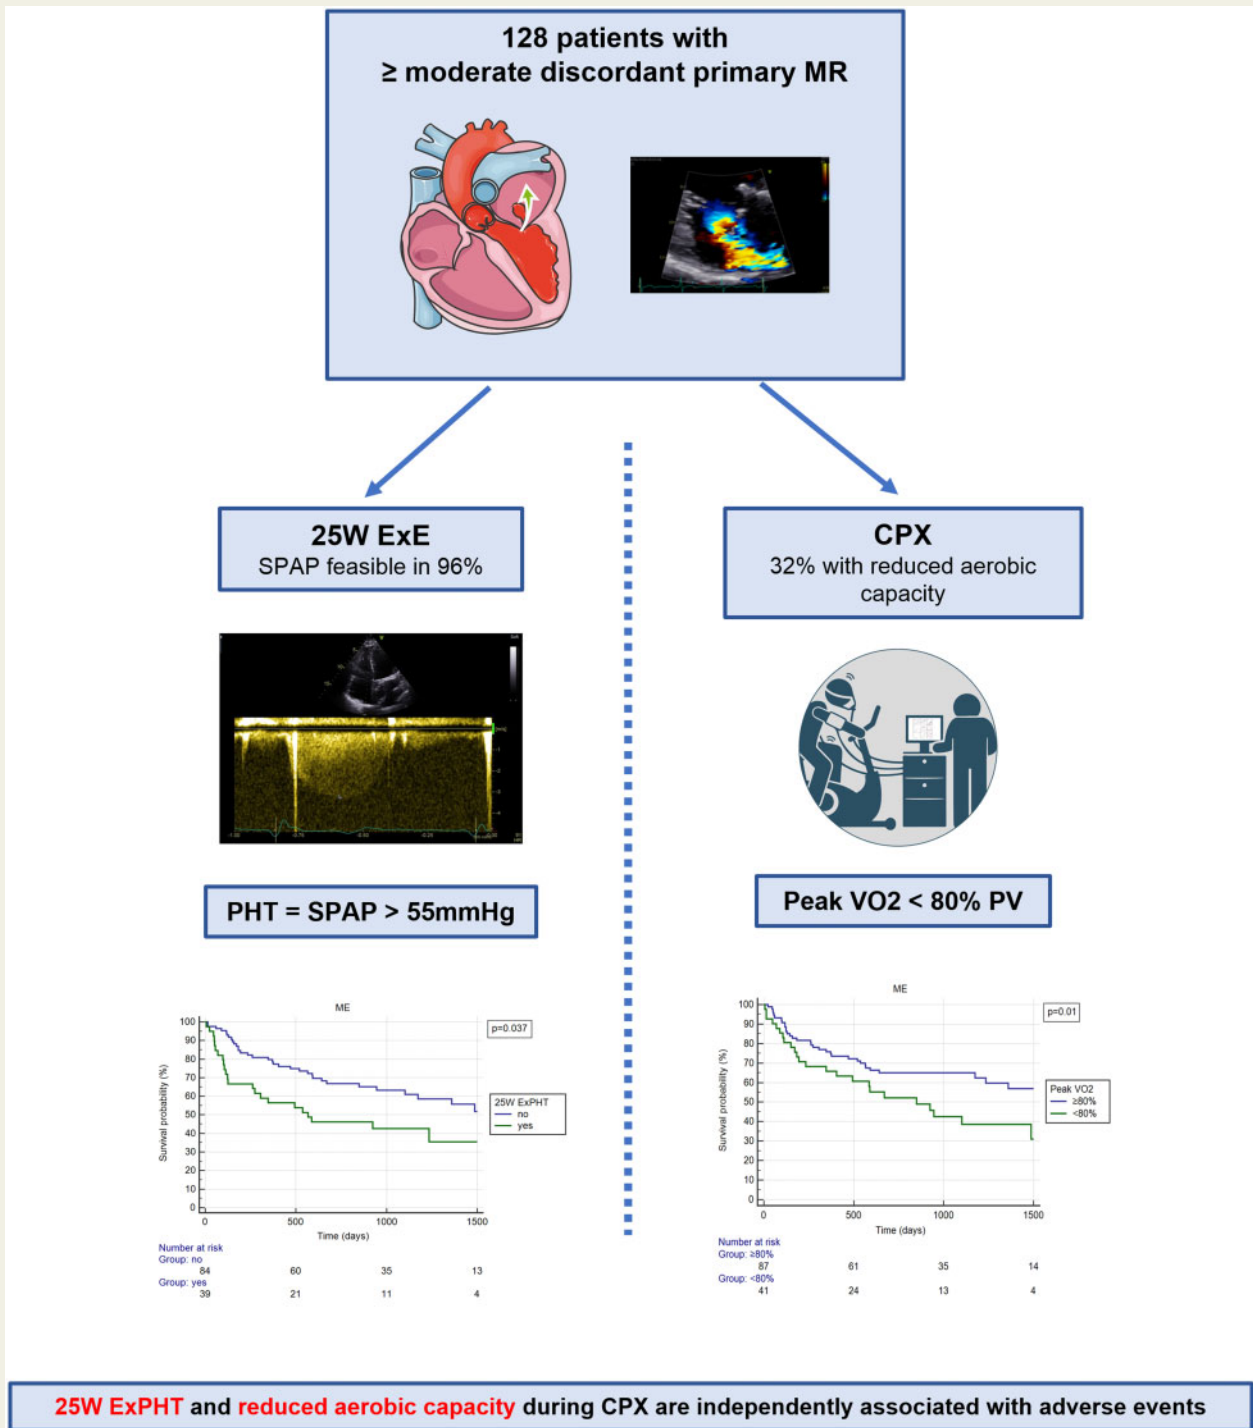 128 patients with
≥ moderate discordant primary MR
25W ExE
SPAP feasible in 96%
CPX
32% with reduced aerobic
capacity
PHT = SPAP > 55mmHg
Peak VO2 < 80% PV
ME
p=0.037
100
90
80
70
60
50
40
30
20
10
0
Survival probability (%)
0 500 1000 1500
Time (days)
25W ExPHT
no
yes
Number at risk
Group: no
84 60 35 13
Group: yes
39 21 11 4
ME
p=0.01
100
90
80
70
60
50
40
30
20
10
0
Survival probability (%)
0 500 1000 1500
Time (days)
Peak VO2
≥80%
<80%
Number at risk
Group: ≥80%
87 61 35 14
Group: <80%
41 24 13 4
25W ExPHT and reduced aerobic capacity during CPX are independently associated with adverse events